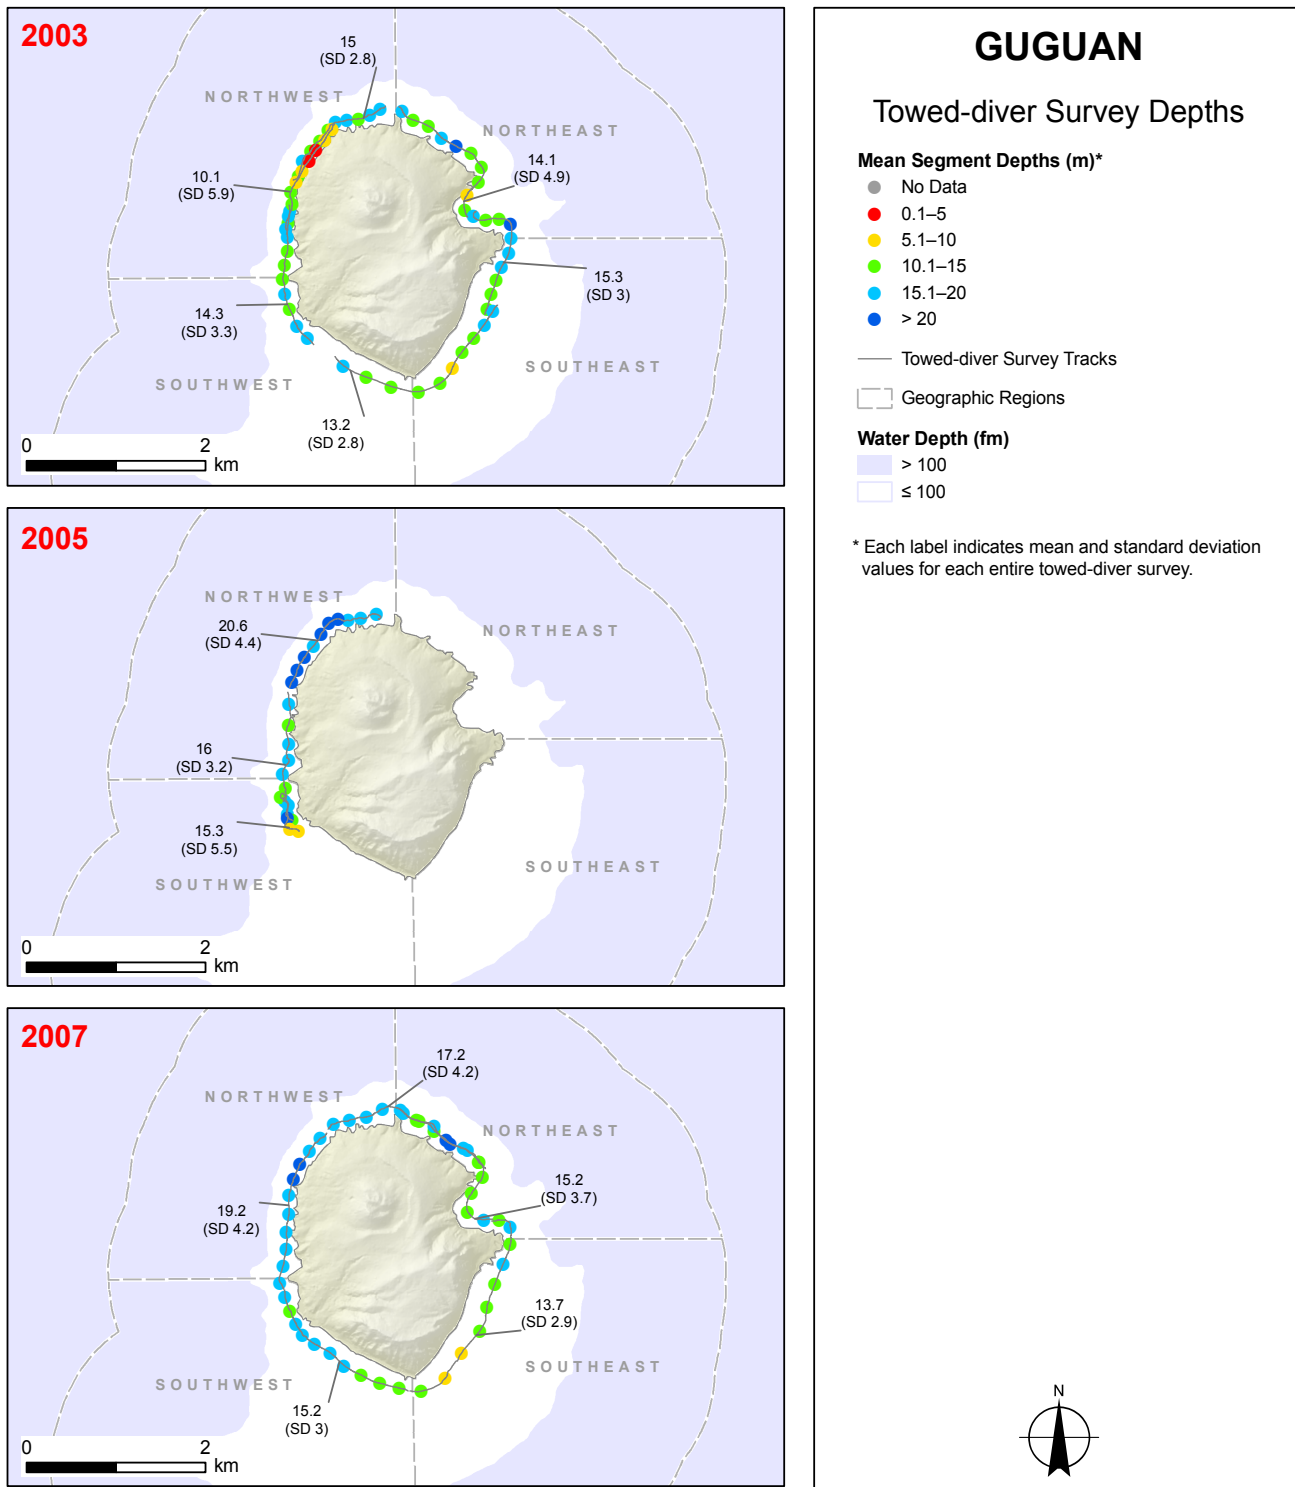 2003
15
(SD 2.8)
NORTHWEST
NORTHEAST
14.1
(SD 4.9)
10.1
(SD 5.9)
15.3
(SD 3)
14.3
(SD 3.3)
SOUTHWEST
SOUTHEAST
13.2
(SD 2.8)
0 2
km
2005
NORTHWEST
20.6
(SD 4.4)
NORTHEAST
16
(SD 3.2)
15.3
(SD 5.5)
SOUTHWEST
SOUTHEAST
0 2
km
2007
17.2
(SD 4.2)
NORTHWEST
NORTHEAST
15.2
(SD 3.7)
19.2
(SD 4.2)
13.7
(SD 2.9)
SOUTHWEST
SOUTHEAST
15.2
(SD 3)
0 2
km
GUGUAN
Towed-diver Survey Depths
Mean Segment Depths (m)*
No Data
0.1–5
5.1–10
10.1–15
15.1–20
> 20
Towed-diver Survey Tracks
Geographic Regions
Water Depth (fm)
> 100
≤ 100
* Each label indicates mean and standard deviation
values for each entire towed-diver survey.
N